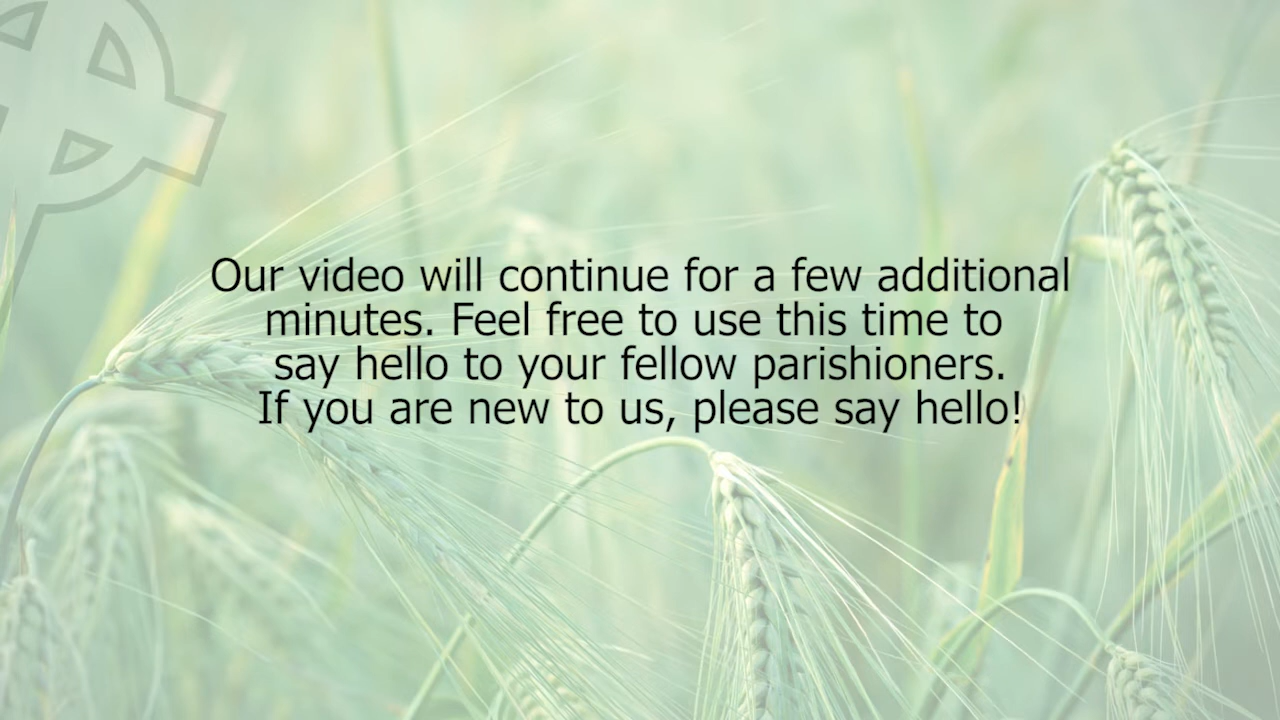 Our video will continue for a few additional
minutes. Feel free to use this time to
say hello to your fellow parishioners.
If you are new to us, please say hello!